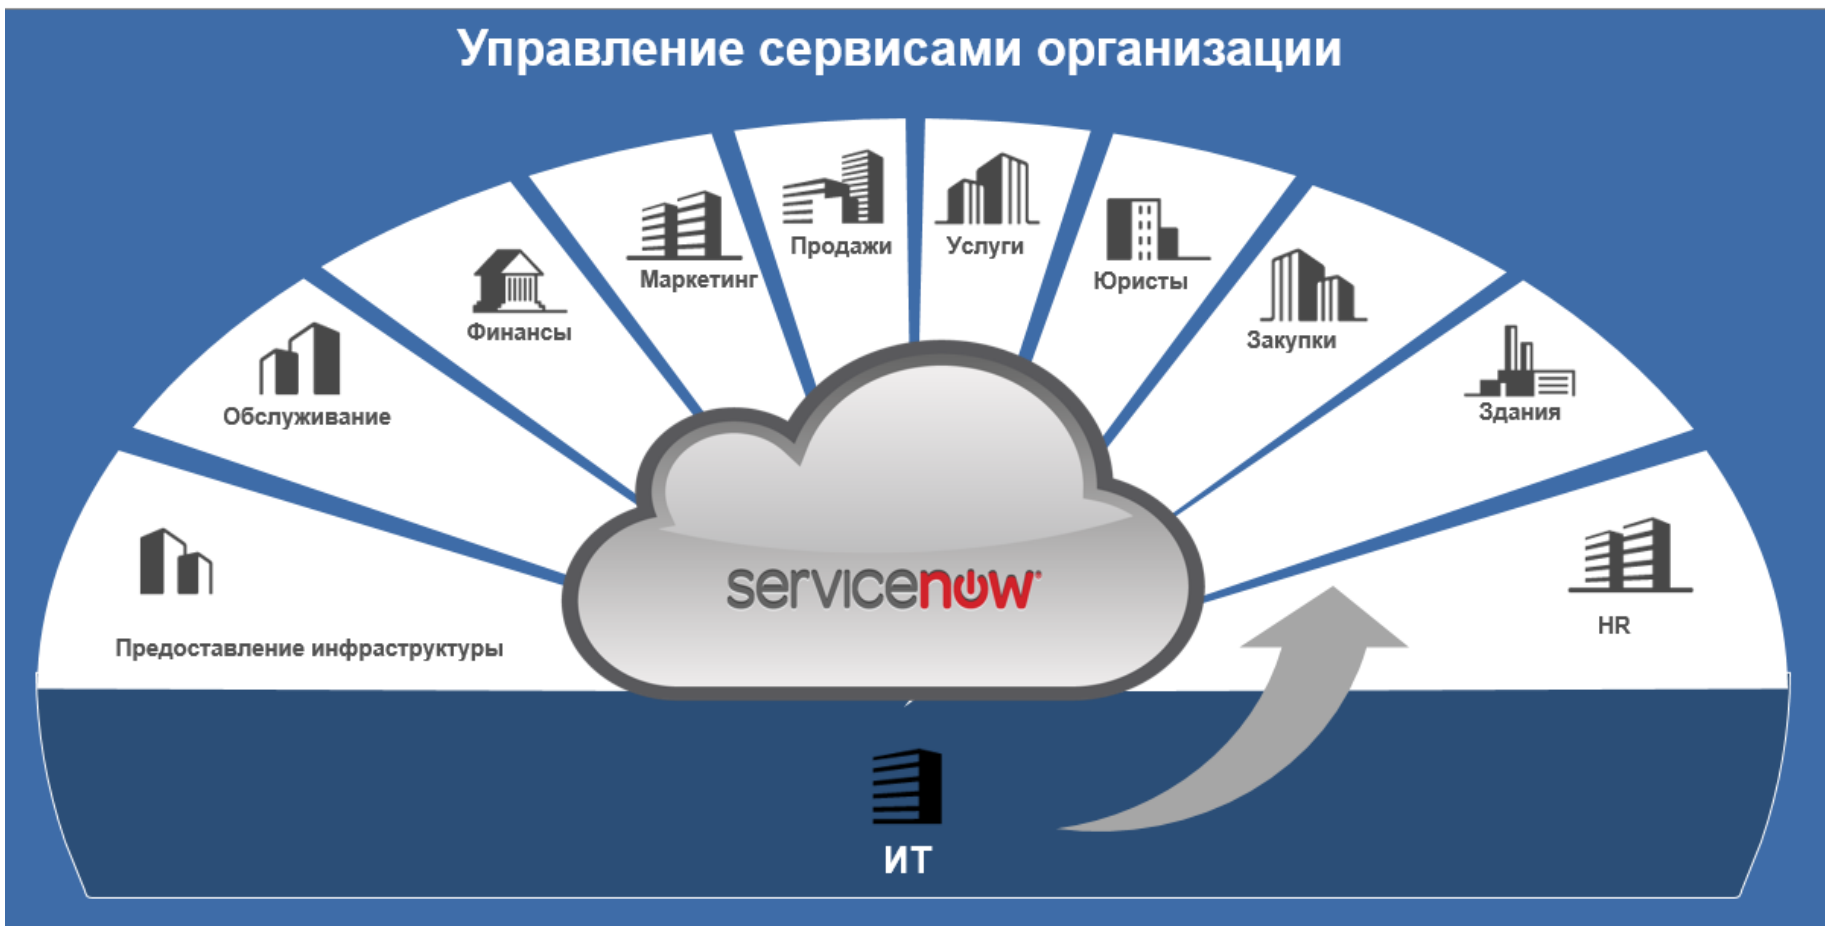 Управление сервисами организации
Предоставление инфраструктуры
Обслуживание
Финансы
Маркетинг
Продажи
Услуги
Юристы
Закупки
Здания
HR
servicenow
ИТ